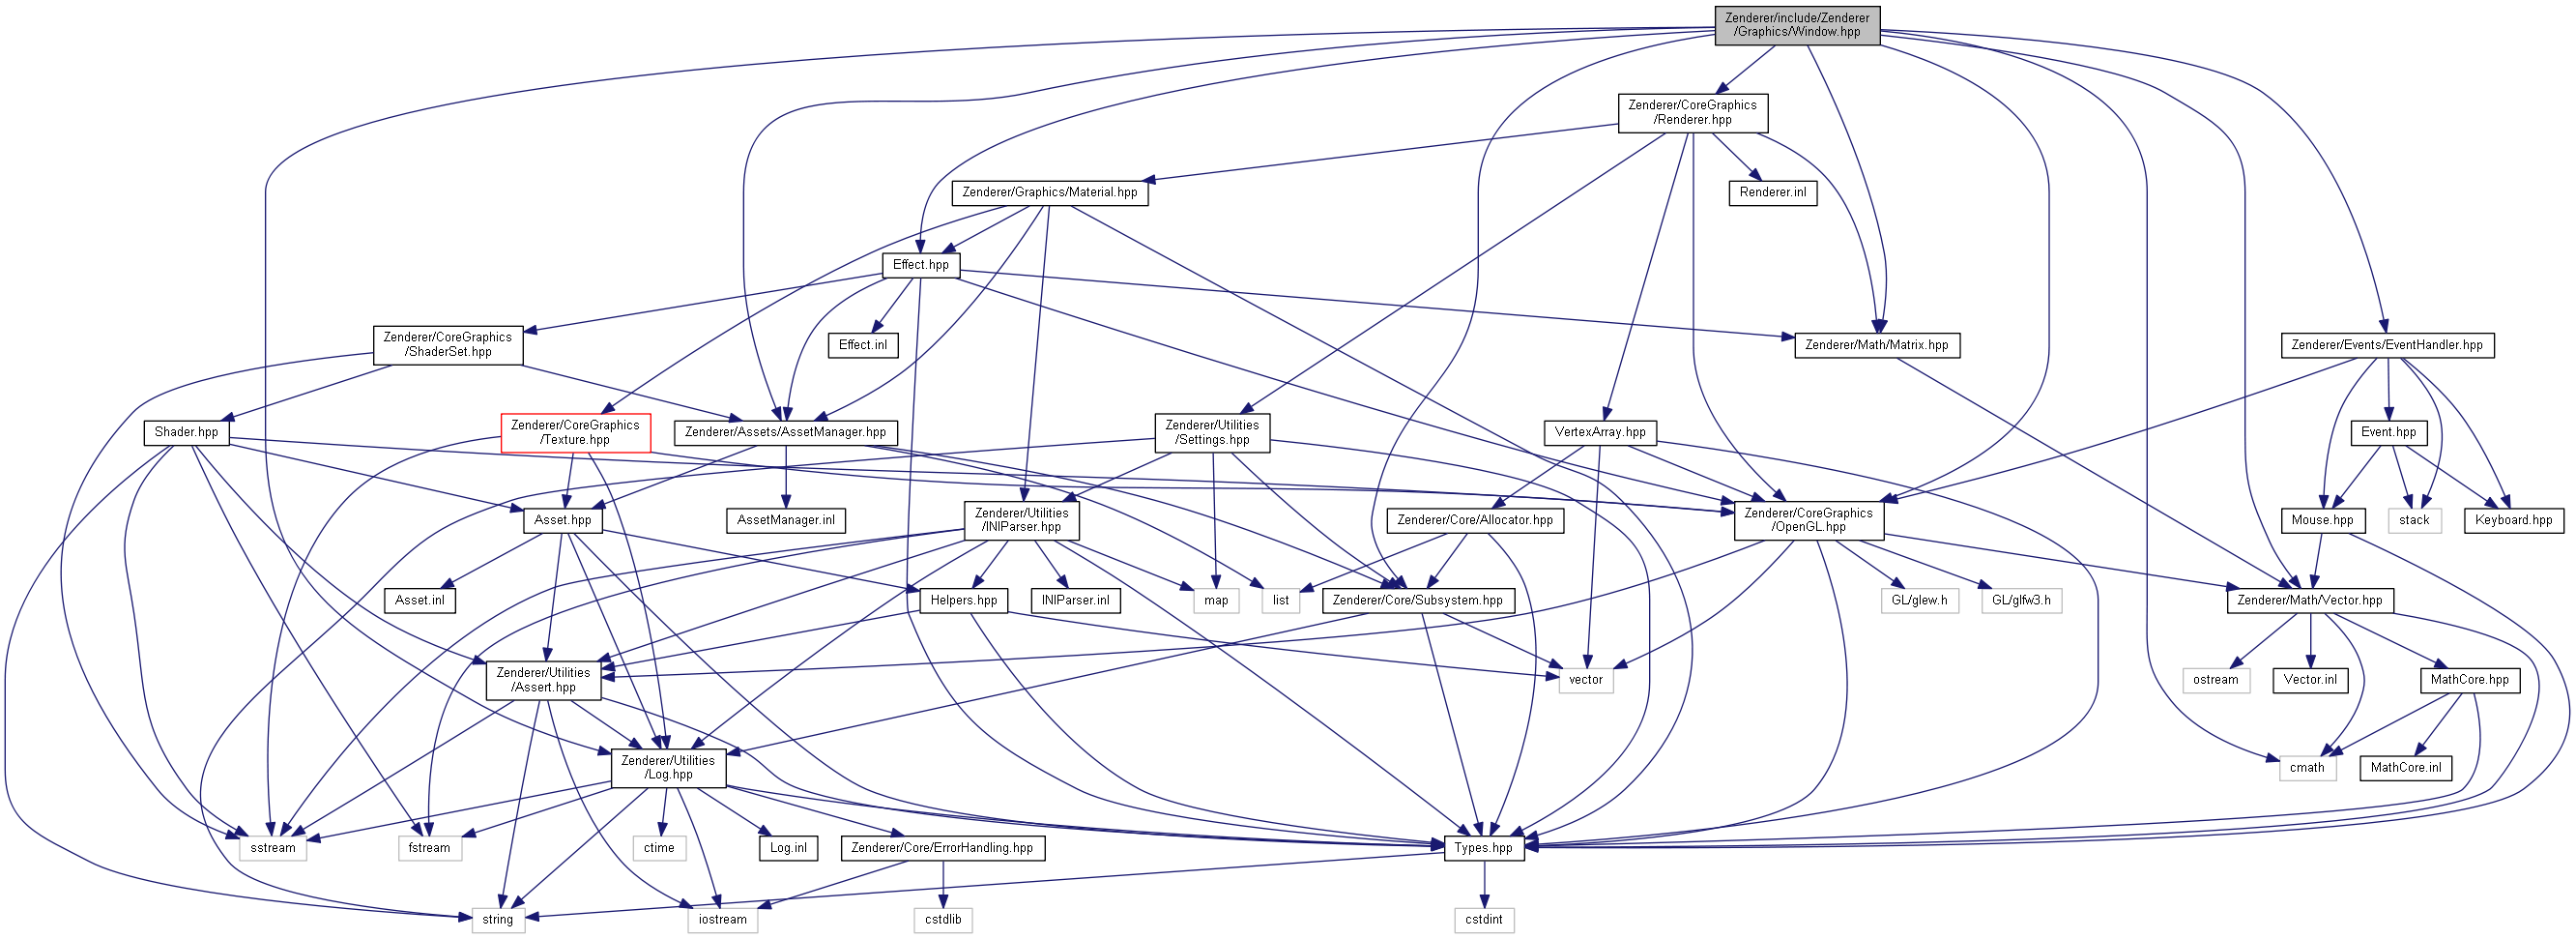 Zenderer/include/Zenderer
/Graphics/Window.hpp
Zenderer/CoreGraphics
/Renderer.hpp
Zenderer/Graphics/Material.hpp
Renderer.inl
Effect.hpp
Zenderer/CoreGraphics
/ShaderSet.hpp
Effect.inl
Zenderer/Math/Matrix.hpp
Zenderer/Events/EventHandler.hpp
Shader.hpp
Zenderer/CoreGraphics
/Texture.hpp
Zenderer/Assets/AssetManager.hpp
Zenderer/Utilities
/Settings.hpp
VertexArray.hpp
Event.hpp
Asset.hpp
AssetManager.inl
Zenderer/Utilities
/INIParser.hpp
Zenderer/Core/Allocator.hpp
Zenderer/CoreGraphics
/OpenGL.hpp
Mouse.hpp
stack
Keyboard.hpp
Asset.inl
Helpers.hpp
INIParser.inl
map
list
Zenderer/Core/Subsystem.hpp
GL/glew.h
GL/glfw3.h
Zenderer/Math/Vector.hpp
Zenderer/Utilities
/Assert.hpp
vector
ostream
Vector.inl
MathCore.hpp
Zenderer/Utilities
/Log.hpp
cmath
MathCore.inl
sstream
fstream
ctime
Log.inl
Zenderer/Core/ErrorHandling.hpp
Types.hpp
string
iostream
cstdlib
cstdint